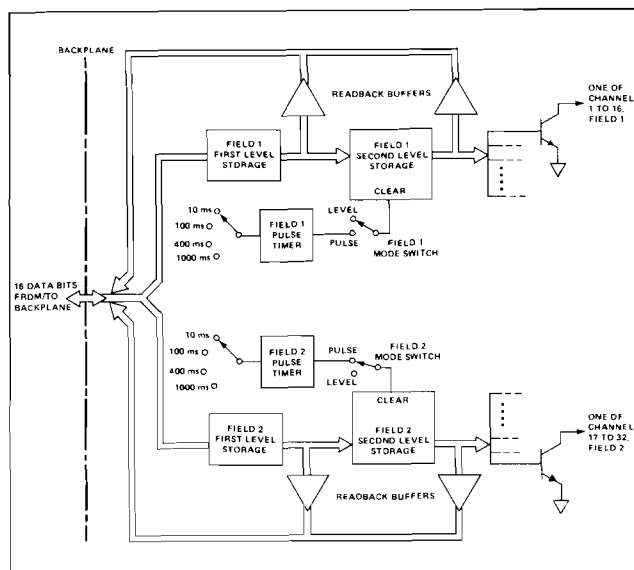 BACKPLANE
READBACK BUFFERS
ONE OF
CHANNEL
1 TO 16,
FIELD 1
FIELD 1
FIRST LEVEL
STORAGE
FIELD 1
SECOND LEVEL
STORAGE
CLEAR
10 ms
100 ms
400 ms
1000 ms
FIELD 1
PULSE
TIMER
LEVEL
PULSE
FIELD 1
MODE SWITCH
16 DATA BITS
FROM/TO
BACKPLANE
10 ms
100 ms
400 ms
1000 ms
FIELD 2
PULSE
TIMER
PULSE
LEVEL
FIELD 2
MODE SWITCH
CLEAR
FIELD 2
SECOND LEVEL
STORAGE
FIELD 2
FIRST LEVEL
STORAGE
ONE OF
CHANNEL
17 TO 32,
FIELD 2
READBACK BUFFERS